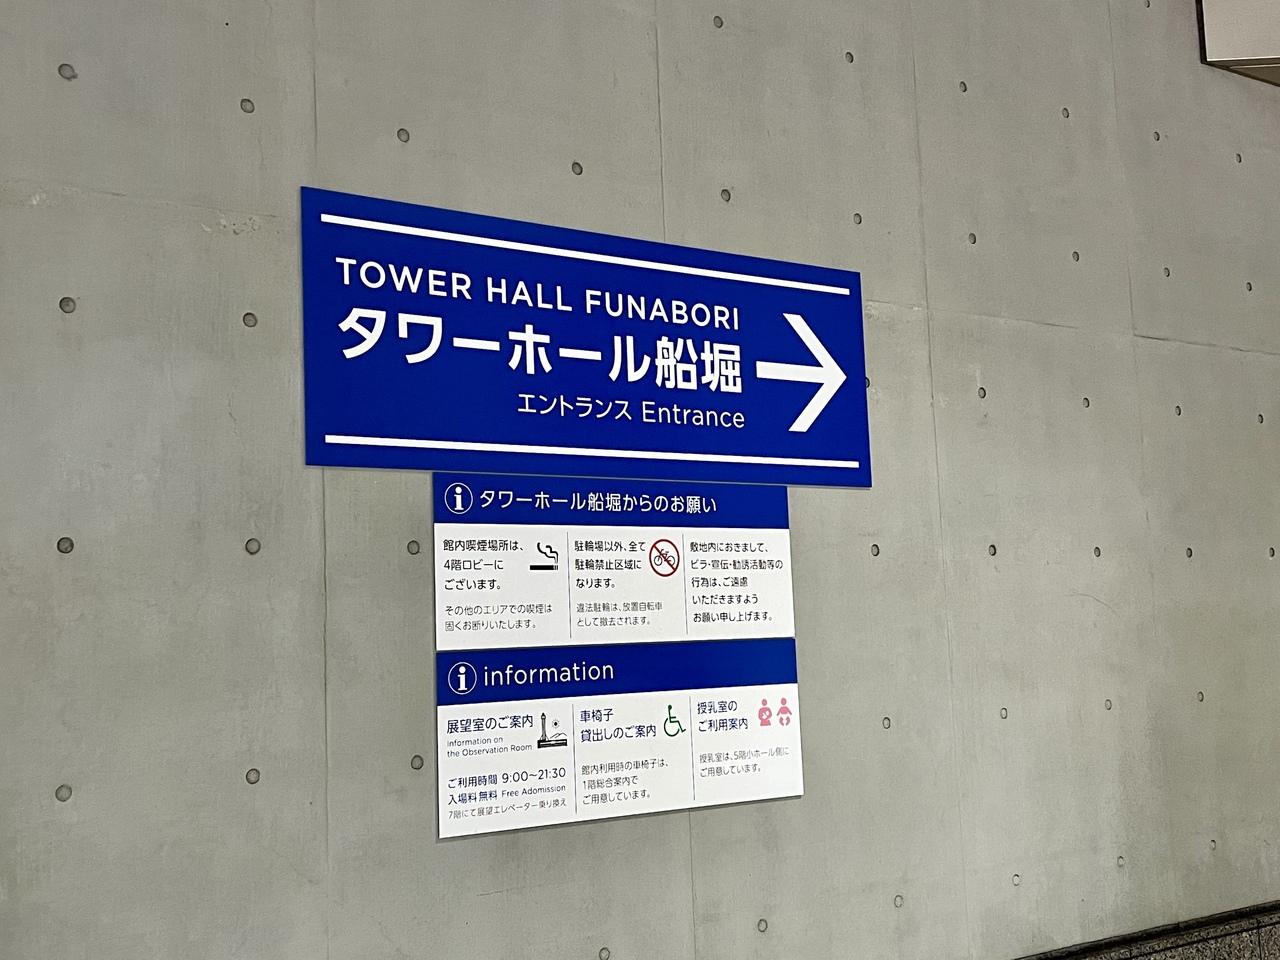 TOWER HALL FUNABORI
タワーホール船堀
エントランス Entrance
タワーホール船堀からのお願い
館内喫煙場所は、
4階ロビーに
ございます。
その他のエリアでの喫煙は
固くお断りいたします。
駐輪場以外、全て
駐輪禁止区域に
なります。
違法駐輪は、放置自転車
として撤去されます。
敷地内におきまして、
ビラ・宣伝・勧誘活動等の
行為は、ご遠慮
いただきますよう
お願い申し上げます。
information
展望室のご案内
Information on
the Observation Room
ご利用時間 9:00~21:30
入場料無料 Free Adomission
7階にて展望エレベーター乗り換え
車椅子
貸出しのご案内
館内利用時の車椅子は、
1階総合案内で
ご用意しています。
授乳室の
ご利用案内
授乳室は、5階小ホール側に
ご用意しています。